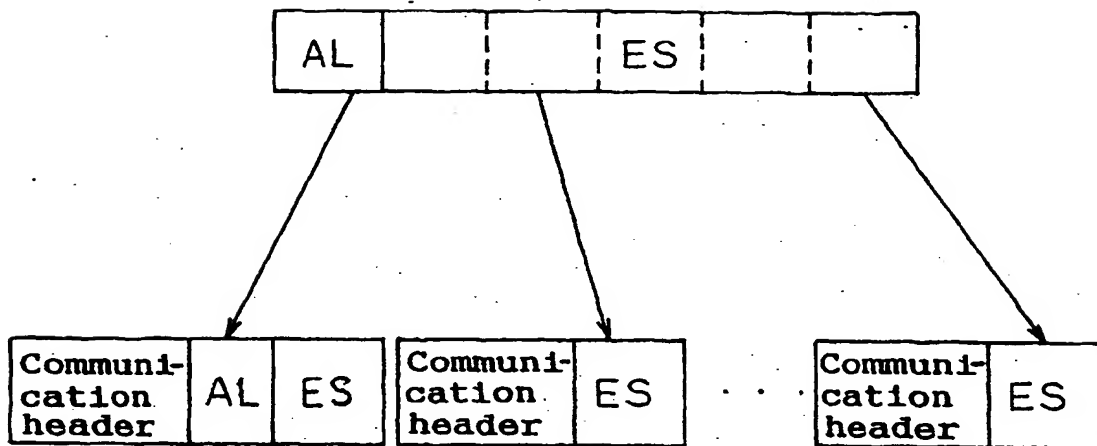 AL ES
Communi-
cation
header
AL ES
Communi-
cation
header
ES
. . .
Communi-
cation
header
ES